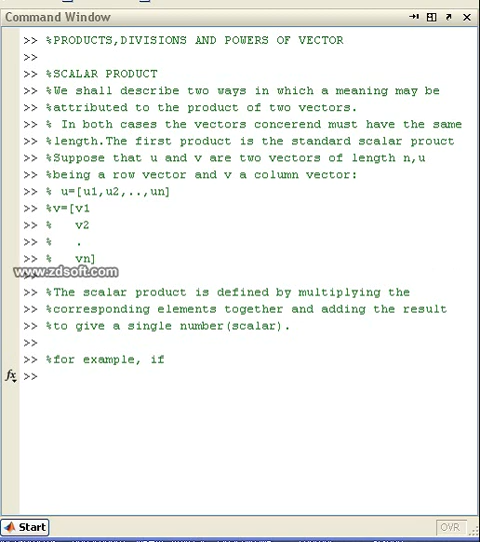 Command Window
>> %PRODUCTS,DIVISIONS AND POWERS OF VECTOR
>>
>> %SCALAR PRODUCT
>> %We shall describe two ways in which a meaning may be
>> %attributed to the product of two vectors.
>> % In both cases the vectors concerend must have the same
>> %length.The first product is the standard scalar prouct
>> %Suppose that u and v are two vectors of length n,u
>> %being a row vector and v a column vector:
>> % u=[u1,u2,..,un]
>> %v=[v1
>> %   v2
>> %   .
>> %   vn]
www.zdsoft.com
>> %The scalar product is defined by multiplying the
>> %corresponding elements together and adding the result
>> %to give a single number(scalar).
>>
>> %for example, if
fx >>
Start
OVR